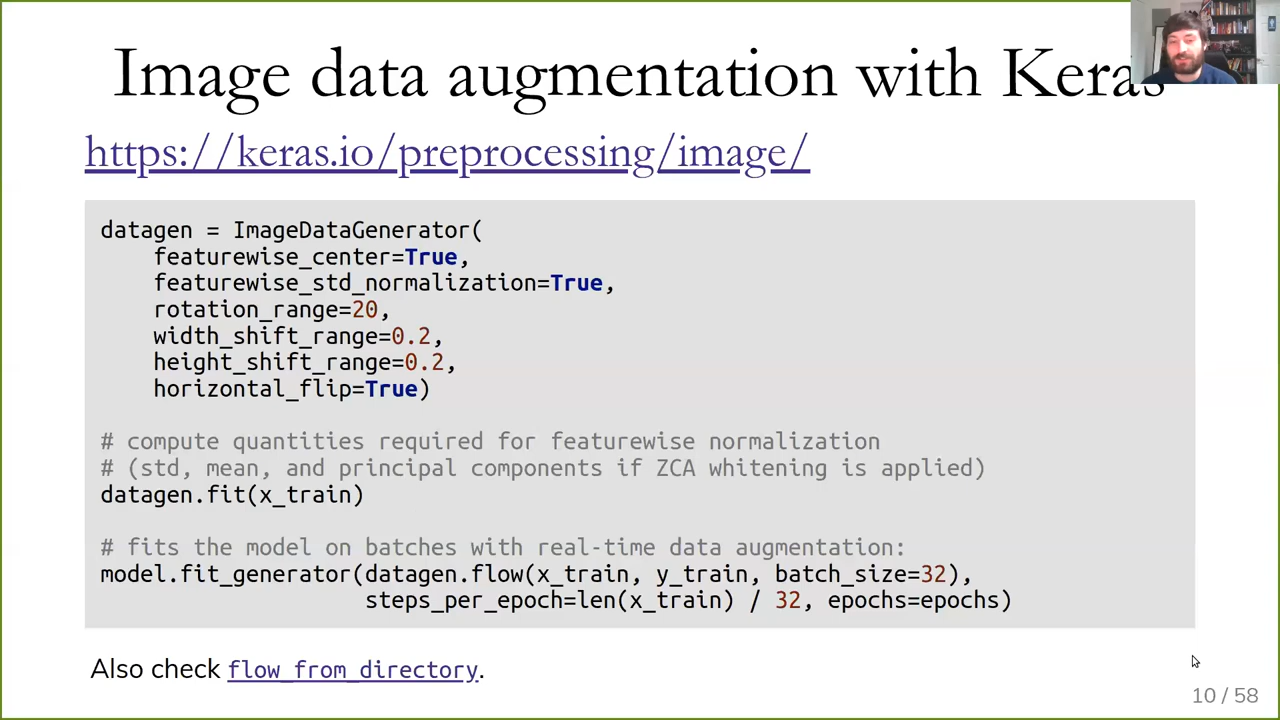 Image data augmentation with Keras
https://keras.io/preprocessing/image/
datagen = ImageDataGenerator(
    featurewise_center=True,
    featurewise_std_normalization=True,
    rotation_range=20,
    width_shift_range=0.2,
    height_shift_range=0.2,
    horizontal_flip=True)
# compute quantities required for featurewise normalization
# (std, mean, and principal components if ZCA whitening is applied)
datagen.fit(x_train)
# fits the model on batches with real-time data augmentation:
model.fit_generator(datagen.flow(x_train, y_train, batch_size=32),
                    steps_per_epoch=len(x_train) / 32, epochs=epochs)
Also check flow_from_directory.
10 / 58